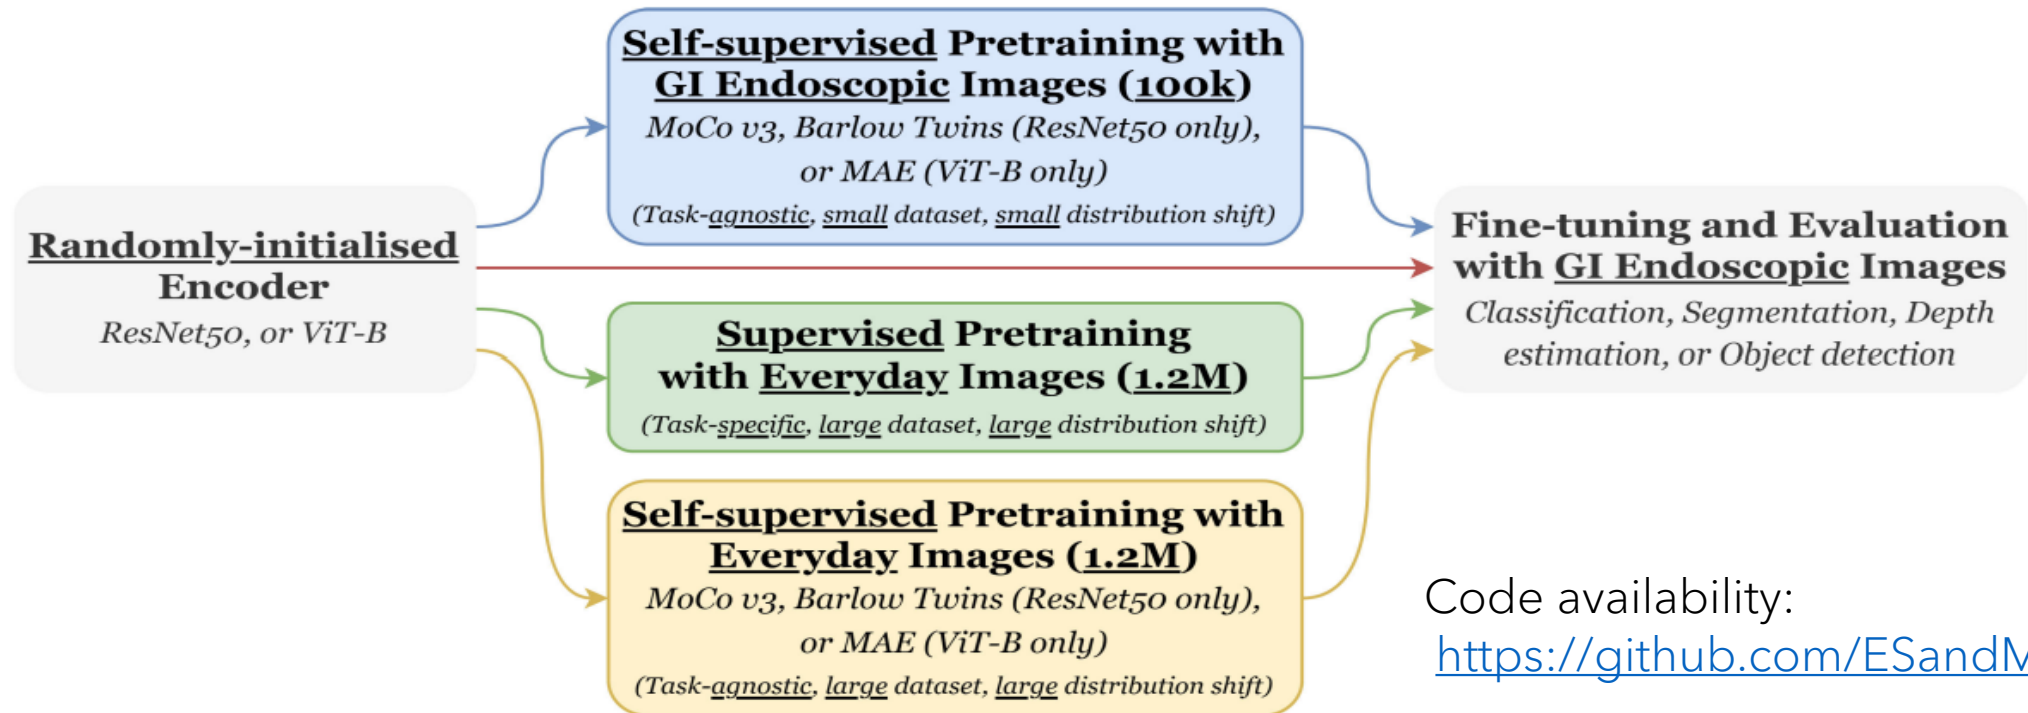 Self-supervised Pretraining with
GI Endoscopic Images (100k)
MoCo v3, Barlow Twins (ResNet50 only),
or MAE (ViT-B only)
(Task-agnostic, small dataset, small distribution shift)
Randomly-initialised
Encoder
ResNet50, or ViT-B
Supervised Pretraining
with Everyday Images (1.2M)
(Task-specific, large dataset, large distribution shift)
Self-supervised Pretraining with
Everyday Images (1.2M)
MoCo v3, Barlow Twins (ResNet50 only),
or MAE (ViT-B only)
(Task-agnostic, large dataset, large distribution shift)
Fine-tuning and Evaluation
with GI Endoscopic Images
Classification, Segmentation, Depth
estimation, or Object detection
Code availability:
https://github.com/ESandM